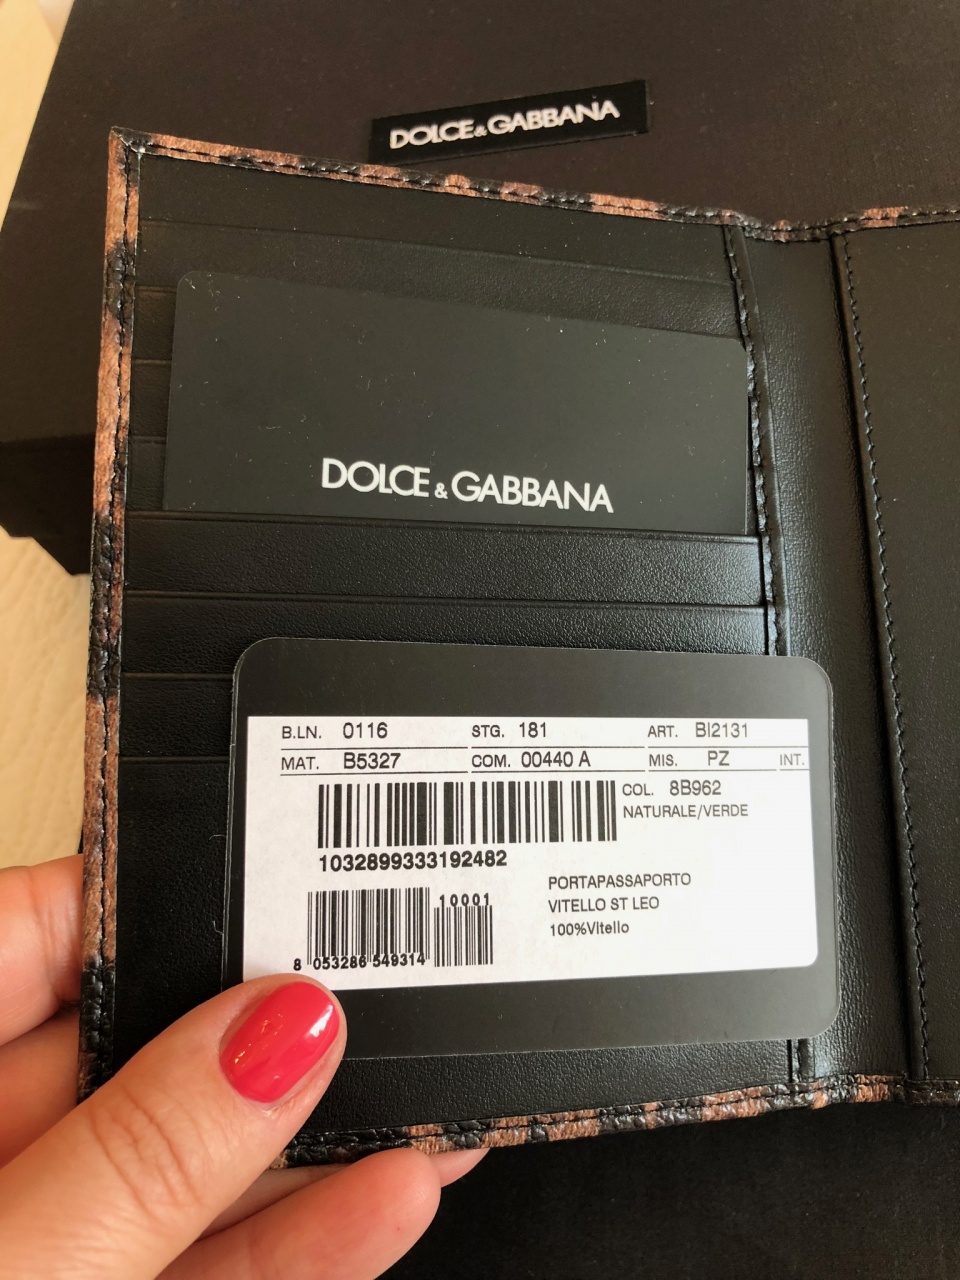 DOLCE&GABBANA
DOLCE & GABBANA
B.LN. 0116 STG. 181 ART. BI2131
MAT. B5327 COM. 00440 A MIS. PZ INT.
COL. 8B962
NATURALE/VERDE
1032899333192482
PORTAPASSAPORTO
VITELLO ST LEO
100%Vitello
10001
8 053286 549314